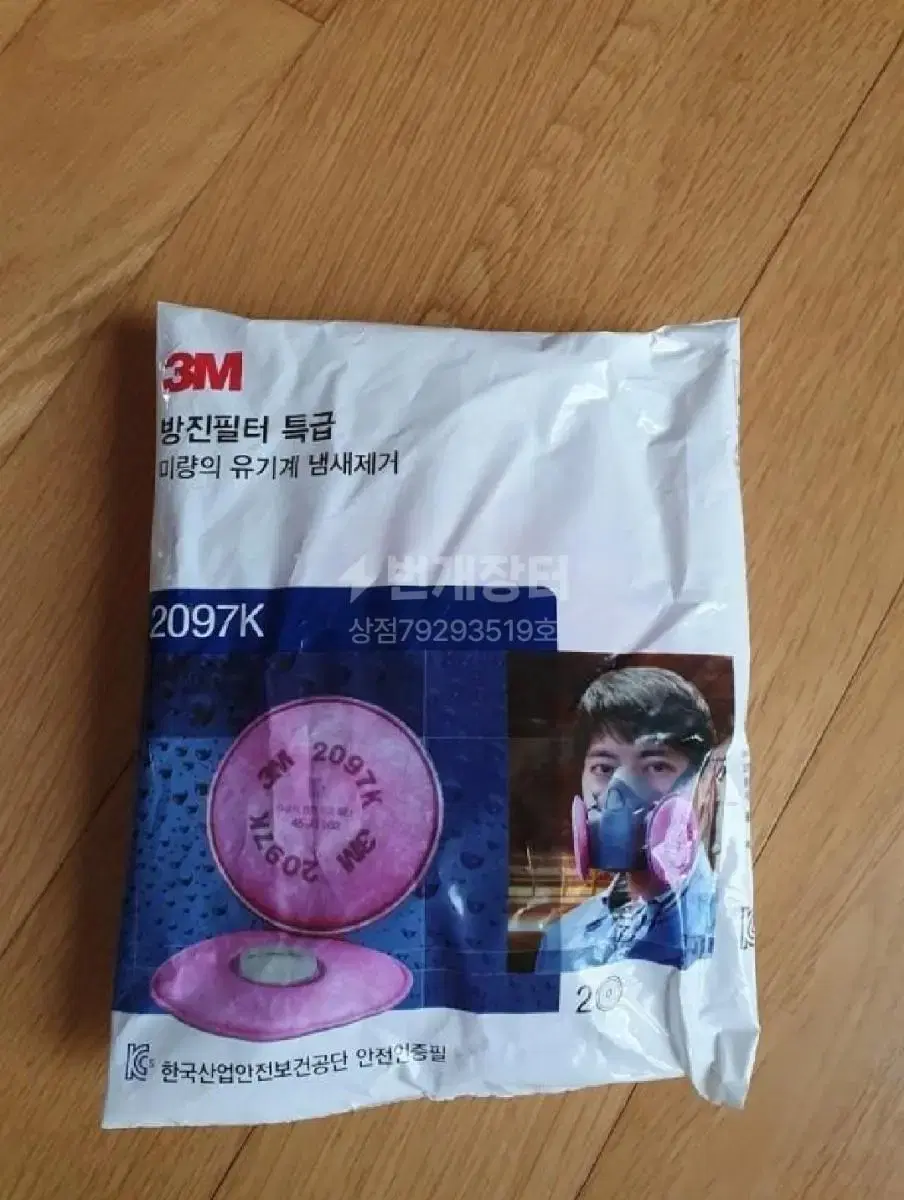 3M
방진필터 특급
미량의 유기계 냄새제거
번개장터
2097K
상점79293519호
3M 2097K
3M 2097K
2
한국산업안전보건공단 안전인증필